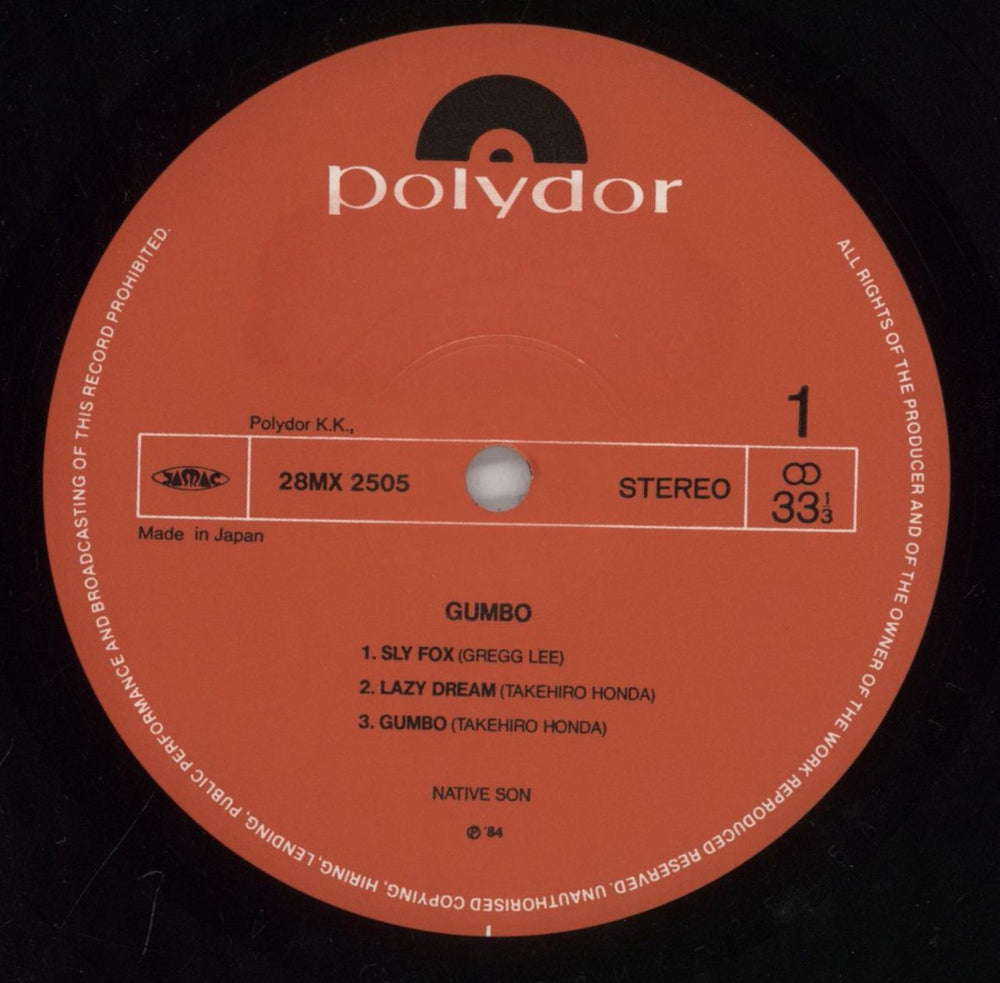 polydor
1
Polydor K.K.,
JASRAC
28MX 2505
STEREO
33⅓
Made in Japan
GUMBO
1. SLY FOX (GREGG LEE)
2. LAZY DREAM (TAKEHIRO HONDA)
3. GUMBO (TAKEHIRO HONDA)
NATIVE SON
℗ '84
ALL RIGHTS OF THE PRODUCER AND OF THE OWNER OF THE WORK REPRODUCED RESERVED. UNAUTHORISED COPYING, HIRING, LENDING, PUBLIC PERFORMANCE AND BROADCASTING OF THIS RECORD PROHIBITED.